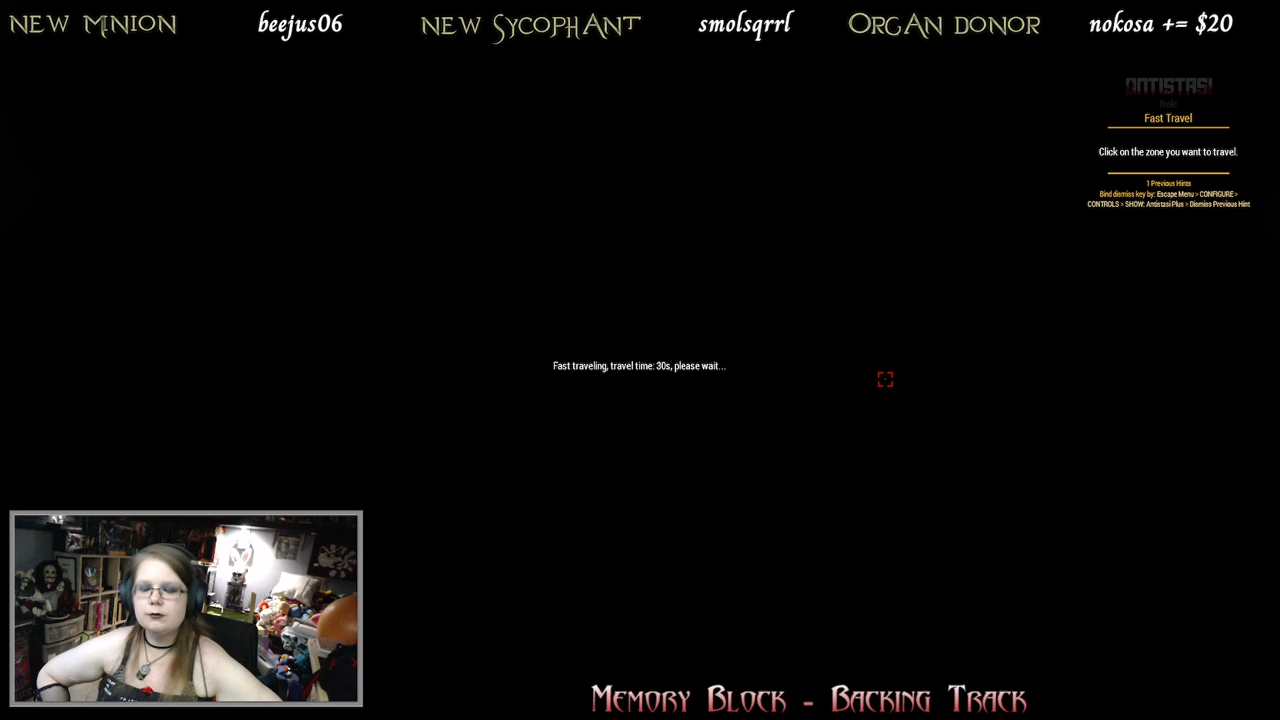 NEW MINION beejus06 NEW SYCOPHANT smolsqrrl ORGAN DONOR nokosa += $20
ANTISTASI
Role
Fast Travel
Click on the zone you want to travel.
1 Previous Hints
Bind dismiss key by: Escape Menu > CONFIGURE >
CONTROLS > SHOW: Antistasi Plus > Dismiss Previous Hint
Fast traveling, travel time: 30s, please wait...
MEMORY BLOCK - BACKING TRACK